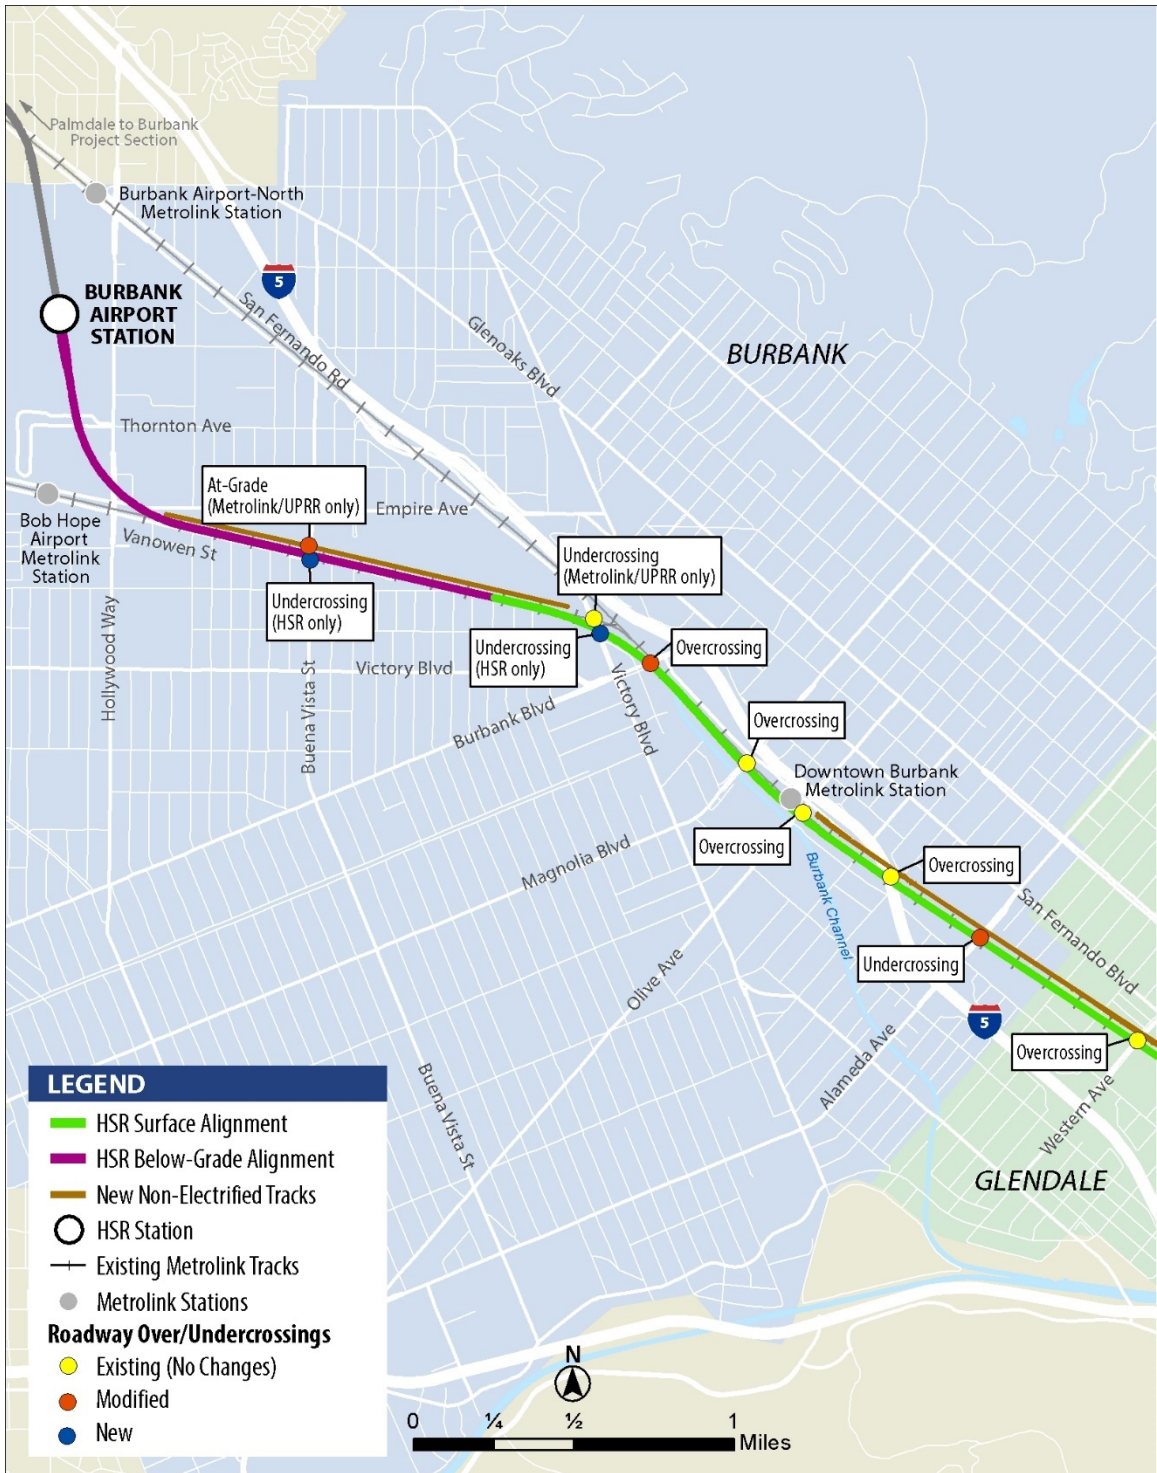 Palmdale to Burbank
Project Section
Burbank Airport-North
Metrolink Station
5
BURBANK
AIRPORT
STATION
San Fernando Rd
Glenoaks Blvd
BURBANK
Thornton Ave
At-Grade
(Metrolink/UPRR only)
Empire Ave
Bob Hope
Airport
Metrolink
Station
Vanowen St
Undercrossing
(Metrolink/UPRR only)
Undercrossing
(HSR only)
Hollywood Way
Buena Vista St
Victory Blvd
Undercrossing
(HSR only)
Overcrossing
Burbank Blvd
Victory Blvd
Overcrossing
Downtown Burbank
Metrolink Station
Overcrossing
Magnolia Blvd
Overcrossing
Burbank Channel
San Fernando Blvd
Undercrossing
Olive Ave
5
Overcrossing
Alameda Ave
Western Ave
Buena Vista St
GLENDALE
LEGEND
HSR Surface Alignment
HSR Below-Grade Alignment
New Non-Electrified Tracks
HSR Station
Existing Metrolink Tracks
Metrolink Stations
Roadway Over/Undercrossings
Existing (No Changes)
Modified
New
N
0 ¼ ½ 1
Miles